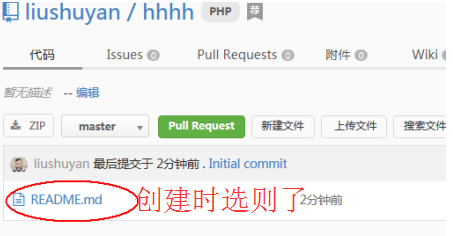 liushuyan / hhhh PHP 荐
代码 Issues 0 Pull Requests 0 附件 0 Wiki
暂无描述 -- 编辑
ZIP master Pull Request 新建文件 上传文件 搜索文件
liushuyan 最后提交于 2分钟前 . Initial commit
README.md 创建时选则了 2分钟前